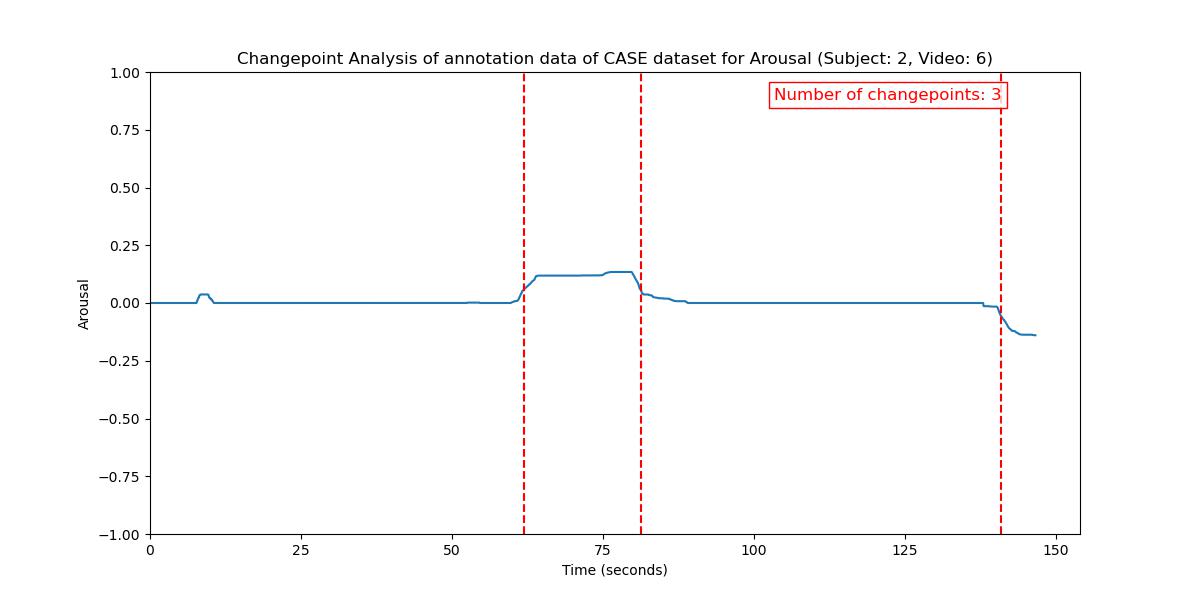 Changepoint Analysis of annotation data of CASE dataset for Arousal (Subject: 2, Video: 6)
Number of changepoints: 3
1.00
0.75
0.50
0.25
0.00
−0.25
−0.50
−0.75
−1.00
Arousal
0 25 50 75 100 125 150
Time (seconds)